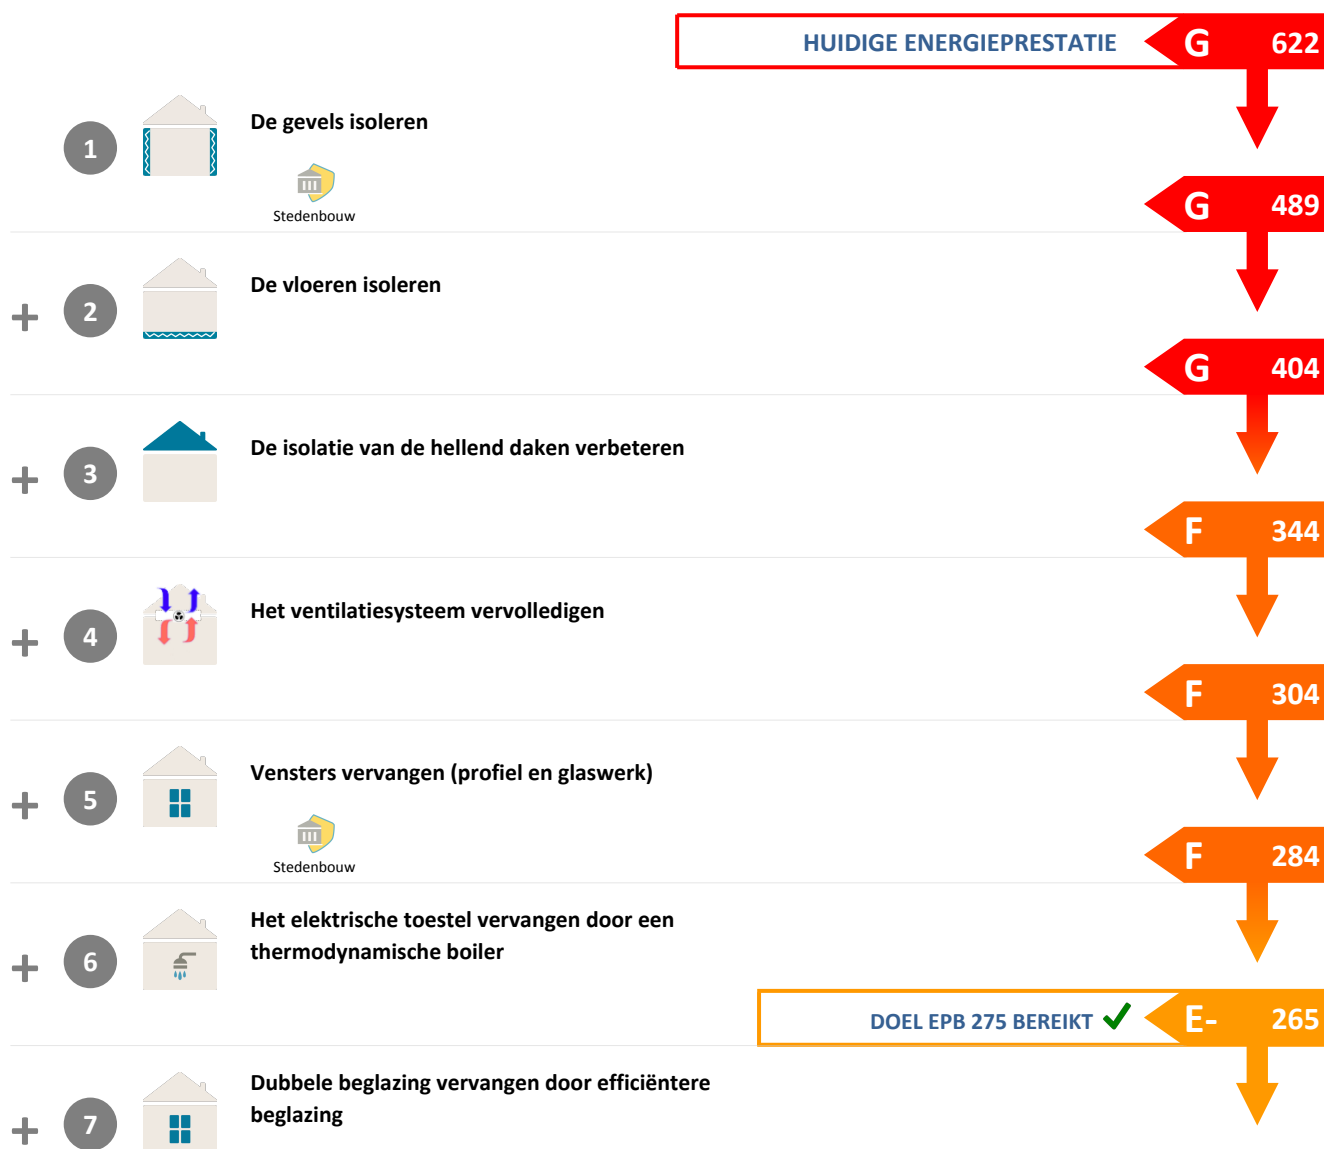 HUIDIGE ENERGIEPRESTATIE G 622
1 De gevels isoleren
Stedenbouw
G 489
+ 2 De vloeren isoleren
G 404
+ 3 De isolatie van de hellend daken verbeteren
F 344
+ 4 Het ventilatiesysteem vervolledigen
F 304
+ 5 Vensters vervangen (profiel en glaswerk)
Stedenbouw
F 284
+ 6 Het elektrische toestel vervangen door een
thermodynamische boiler
DOEL EPB 275 BEREIKT ✓ E- 265
+ 7 Dubbele beglazing vervangen door efficiëntere
beglazing